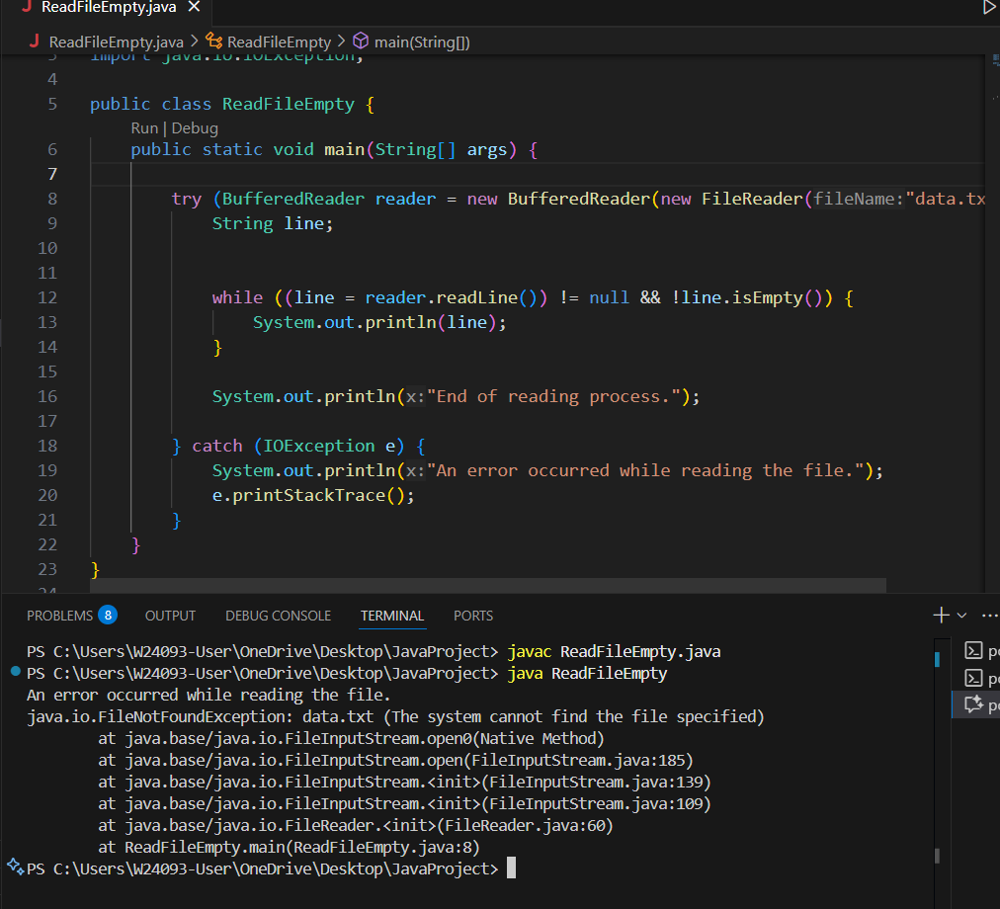 J ReadFileEmpty.java ×
J ReadFileEmpty.java > ReadFileEmpty > main(String[])
3 import java.io.IOException;
4
5 public class ReadFileEmpty {
Run | Debug
6 public static void main(String[] args) {
7
8 try (BufferedReader reader = new BufferedReader(new FileReader(fileName:"data.tx
9 String line;
10
11
12 while ((line = reader.readLine()) != null && !line.isEmpty()) {
13 System.out.println(line);
14 }
15
16 System.out.println(x:"End of reading process.");
17
18 } catch (IOException e) {
19 System.out.println(x:"An error occurred while reading the file.");
20 e.printStackTrace();
21 }
22 }
23 }
24
PROBLEMS 8 OUTPUT DEBUG CONSOLE TERMINAL PORTS
PS C:\Users\W24093-User\OneDrive\Desktop\JavaProject> javac ReadFileEmpty.java
PS C:\Users\W24093-User\OneDrive\Desktop\JavaProject> java ReadFileEmpty
An error occurred while reading the file.
java.io.FileNotFoundException: data.txt (The system cannot find the file specified)
at java.base/java.io.FileInputStream.open0(Native Method)
at java.base/java.io.FileInputStream.open(FileInputStream.java:185)
at java.base/java.io.FileInputStream.<init>(FileInputStream.java:139)
at java.base/java.io.FileInputStream.<init>(FileInputStream.java:109)
at java.base/java.io.FileReader.<init>(FileReader.java:60)
at ReadFileEmpty.main(ReadFileEmpty.java:8)
PS C:\Users\W24093-User\OneDrive\Desktop\JavaProject>